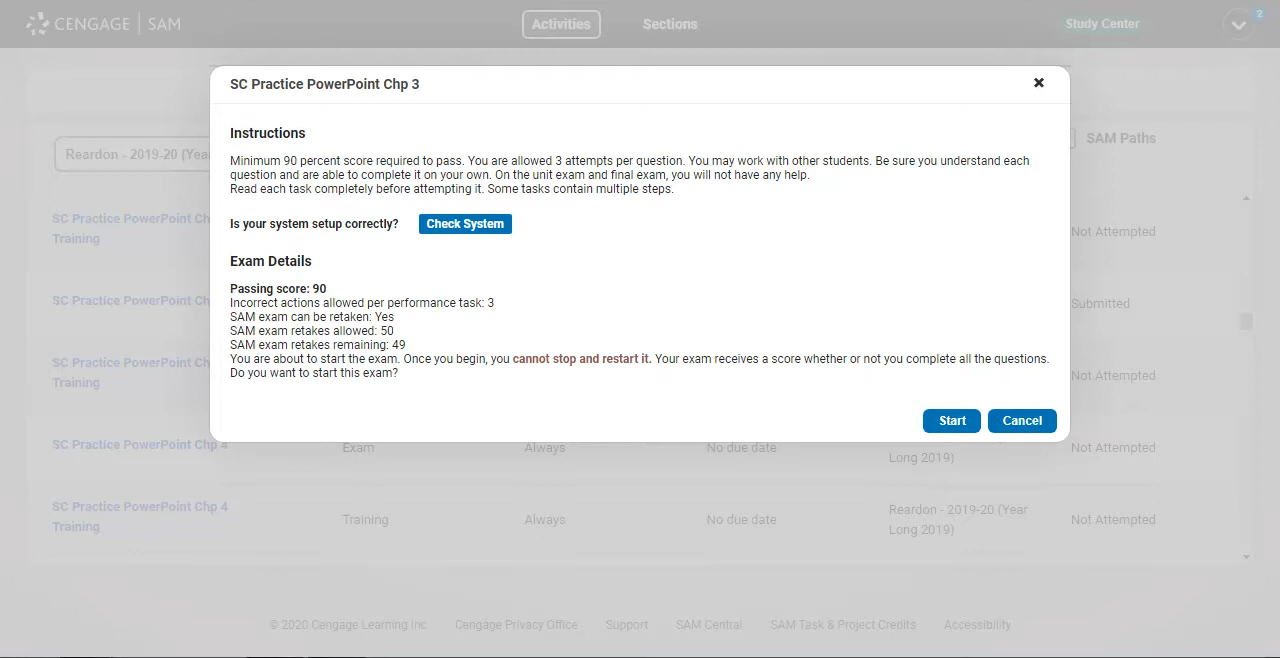 CENGAGE | SAM
Activities
Sections
Study Center
2
SC Practice PowerPoint Chp 3
Instructions
Minimum 90 percent score required to pass. You are allowed 3 attempts per question. You may work with other students. Be sure you understand each
question and are able to complete it on your own. On the unit exam and final exam, you will not have any help.
Read each task completely before attempting it. Some tasks contain multiple steps.
Is your system setup correctly? Check System
Exam Details
Passing score: 90
Incorrect actions allowed per performance task: 3
SAM exam can be retaken: Yes
SAM exam retakes allowed: 50
SAM exam retakes remaining: 49
You are about to start the exam. Once you begin, you cannot stop and restart it. Your exam receives a score whether or not you complete all the questions.
Do you want to start this exam?
Start Cancel
Reardon - 2019-20 (Yea
SAM Paths
SC Practice PowerPoint Ch
Training
Not Attempted
SC Practice PowerPoint Ch
Submitted
SC Practice PowerPoint Ch
Training
Not Attempted
SC Practice PowerPoint Chp 4
Exam
Always
No due date
Long 2019)
Not Attempted
SC Practice PowerPoint Chp 4
Training
Training
Always
No due date
Reardon - 2019-20 (Year
Long 2019)
Not Attempted
© 2020 Cengage Learning Inc
Cengage Privacy Office
Support
SAM Central
SAM Task & Project Credits
Accessibility